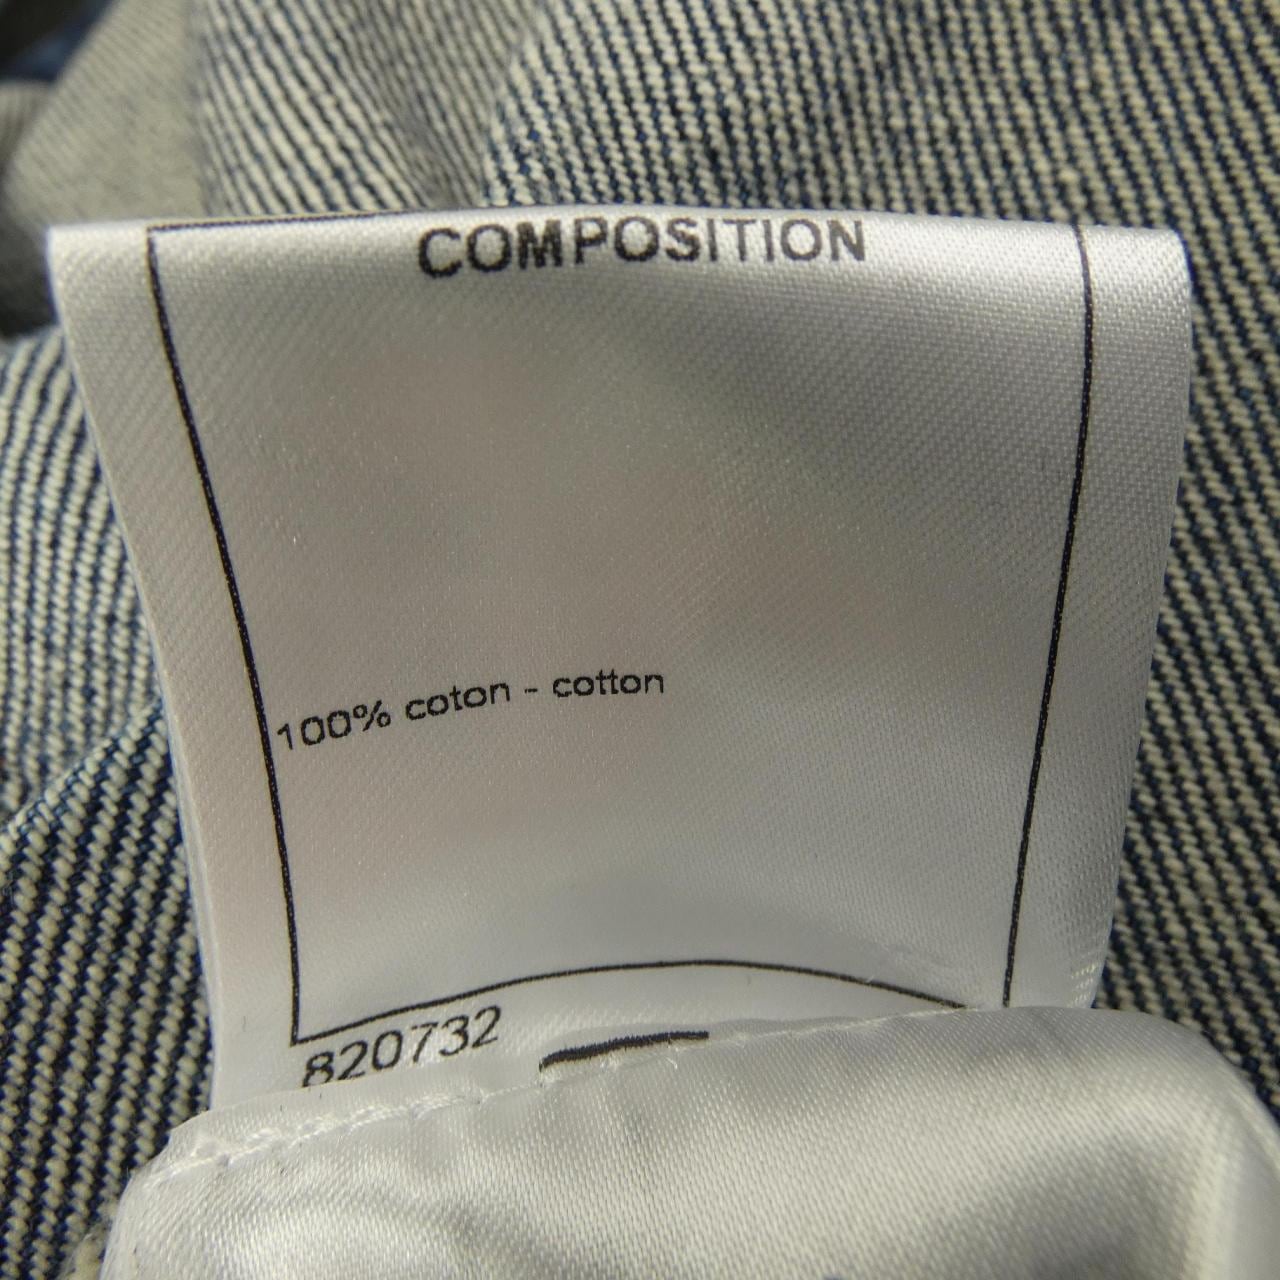 COMPOSITION
100% coton - cotton
820732